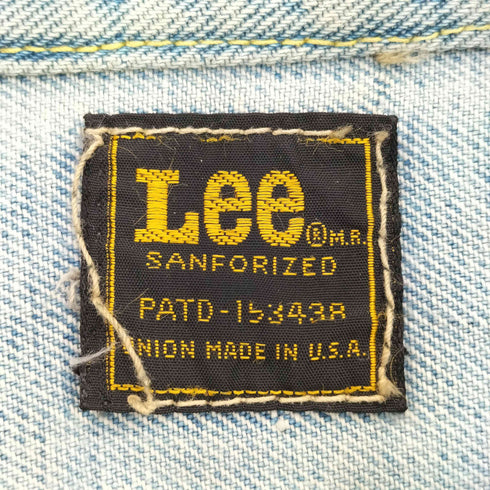 Lee® M.R.
SANFORIZED
PATD-153438
UNION MADE IN U.S.A.